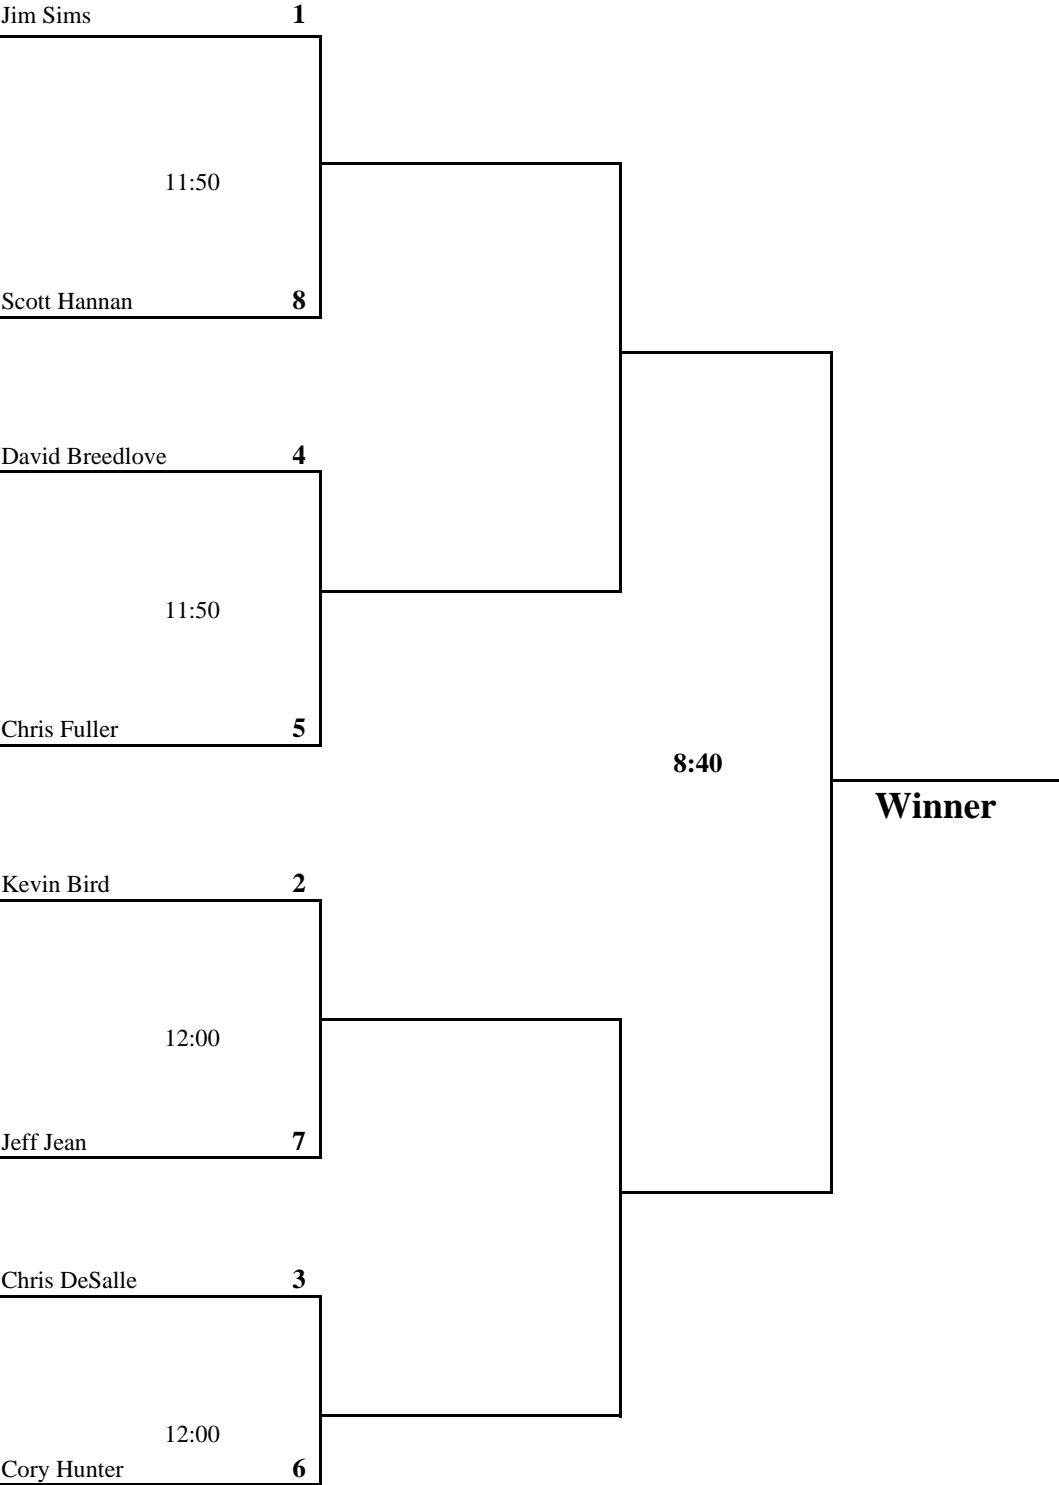 Jim Sims 1
11:50
Scott Hannan 8
David Breedlove 4
11:50
Chris Fuller 5
8:40
Winner
Kevin Bird 2
12:00
Jeff Jean 7
Chris DeSalle 3
12:00
Cory Hunter 6